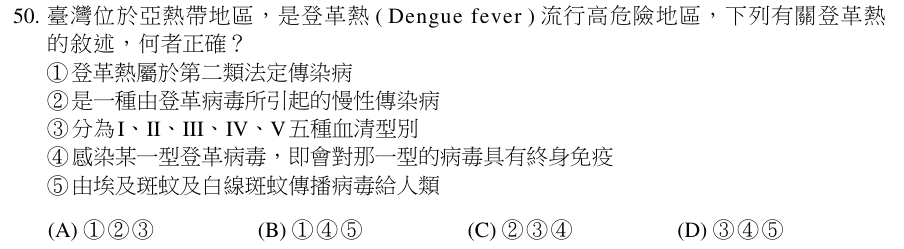 50. 臺灣位於亞熱帶地區，是登革熱 ( Dengue fever ) 流行高危險地區，下列有關登革熱
的敘述，何者正確？
①登革熱屬於第二類法定傳染病
②是一種由登革病毒所引起的慢性傳染病
③分為 I、II、III、IV、V 五種血清型別
④感染某一型登革病毒，即會對那一型的病毒具有終身免疫
⑤由埃及斑蚊及白線斑蚊傳播病毒給人類
(A) ①②③ (B) ①④⑤ (C) ②③④ (D) ③④⑤